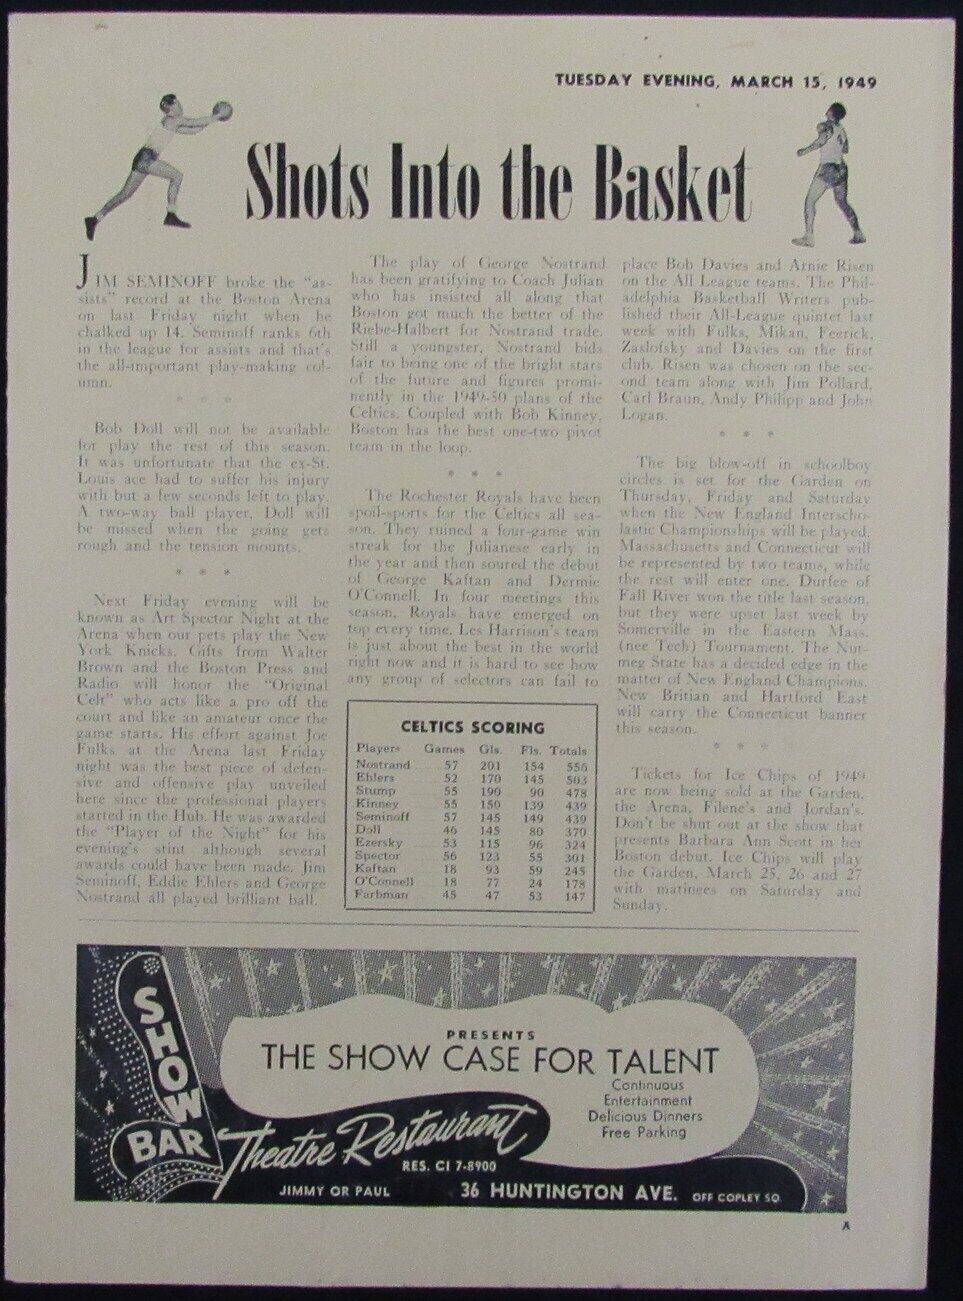 TUESDAY EVENING, MARCH 15, 1949
Shots Into the Basket
JIM SEMINOFF broke the "as-
sists" record at the Boston Arena
on last Friday night when he
chalked up 14. Seminoff ranks 6th
in the league for assists and that's
the all-important play-making col-
umn.
* * *
Bob Doll will not be available
for play the rest of this season.
It was unfortunate that the ex-St.
Louis ace had to suffer his injury
with but a few seconds left to play.
A two-way ball player, Doll will
be missed when the going gets
rough and the tension mounts.
* * *
Next Friday evening will be
known as Art Spector Night at the
Arena when our pets play the New
York Knicks. Gifts from Walter
Brown and the Boston Press and
Radio will honor the "Original
Celt" who acts like a pro off the
court and like an amateur once the
game starts. His effort against Joe
Fulks at the Arena last Friday
night was the best piece of defen-
sive and offensive play unveiled
here since the professional players
started in the Hub. He was awarded
the "Player of the Night" for his
evening's stint although several
awards could have been made. Jim
Seminoff, Eddie Ehlers and George
Nostrand all played brilliant ball.
The play of George Nostrand
has been gratifying to Coach Julian
who has insisted all along that
Boston got much the better of the
Riebe-Halbert for Nostrand trade.
Still a youngster, Nostrand bids
fair to being one of the bright stars
of the future and figures promi-
nently in the 1949-50 plans of the
Celtics. Coupled with Bob Kinney,
Boston has the best one-two pivot
team in the loop.
* * *
The Rochester Royals have been
spoil-sports for the Celtics all sea-
son. They ruined a four-game win
streak for the Julianese early in
the year and then soured the debut
of George Kaftan and Dermie
O'Connell. In four meetings this
season, Royals have emerged on
top every time. Les Harrison's team
is just about the best in the world
right now and it is hard to see how
any group of selectors can fail to
CELTICS SCORING
Players Games Gls. Fls. Totals
Nostrand 57 201 154 556
Ehlers 52 170 145 503
Stump 55 190 90 478
Kinney 55 150 139 439
Seminoff 57 145 149 439
Doll 46 145 80 370
Ezersky 53 115 96 324
Spector 56 123 55 301
Kaftan 18 93 59 245
O'Connell 18 77 24 178
Farbman 45 47 53 147
place Bob Davies and Arnie Risen
on the All League teams. The Phil-
adelphia Basketball Writers pub-
lished their All-League quintet last
week with Fulks, Mikan, Feerick,
Zaslofsky and Davies on the first
club. Risen was chosen on the sec-
ond team along with Jim Pollard,
Carl Braun, Andy Philipp and John
Logan.
* * *
The big blow-off in schoolboy
circles is set for the Garden on
Thursday, Friday and Saturday
when the New England Interscho-
lastic Championships will be played.
Massachusetts and Connecticut will
be represented by two teams, while
the rest will enter one. Durfee of
Fall River won the title last season,
but they were upset last week by
Somerville in the Eastern Mass.
(nee Tech) Tournament. The Nut-
meg State has a decided edge in the
matter of New England Champions.
New Britian and Hartford East
will carry the Connecticut banner
this season.
* * *
Tickets for Ice Chips of 1949
are now being sold at the Garden,
the Arena, Filene's and Jordan's.
Don't be shut out at the show that
presents Barbara Ann Scott in her
Boston debut. Ice Chips will play
the Garden, March 25, 26 and 27
with matinees on Saturday and
Sunday.
SHOW
BAR
PRESENTS
THE SHOW CASE FOR TALENT
Continuous
Entertainment
Delicious Dinners
Free Parking
Theatre Restaurant
RES. CI 7-8900
JIMMY OR PAUL 36 HUNTINGTON AVE. OFF COPLEY SQ.
A